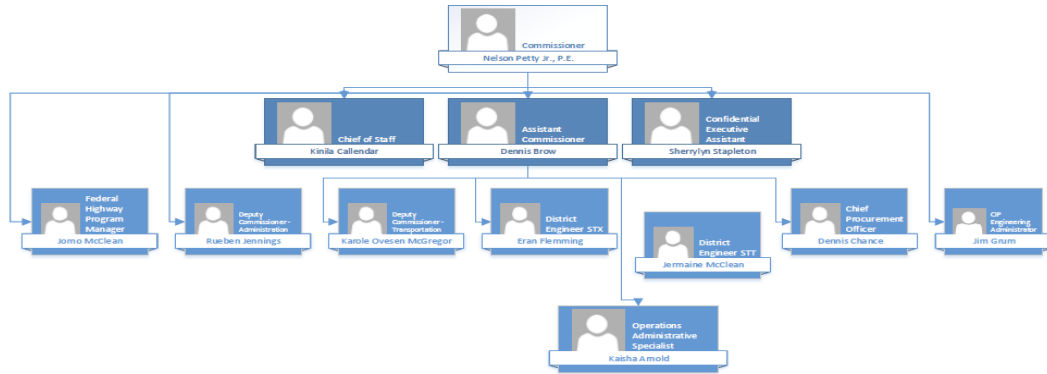 Commissioner
Nelson Petty Jr., P.E.
Chief of Staff
Kinila Callendar
Assistant
Commissioner
Dennis Brow
Confidential
Executive
Assistant
Sherrylyn Stapleton
Federal
Highway
Program
Manager
Jomo McClean
Deputy
Commissioner -
Administration
Rueben Jennings
Deputy
Commissioner -
Transportation
Karole Ovesen McGregor
District
Engineer STX
Eran Flemming
District
Engineer STT
Jermaine McClean
Chief
Procurement
Officer
Dennis Chance
CIP
Engineering
Administrator
Jim Grum
Operations
Administrative
Specialist
Kaisha Arnold